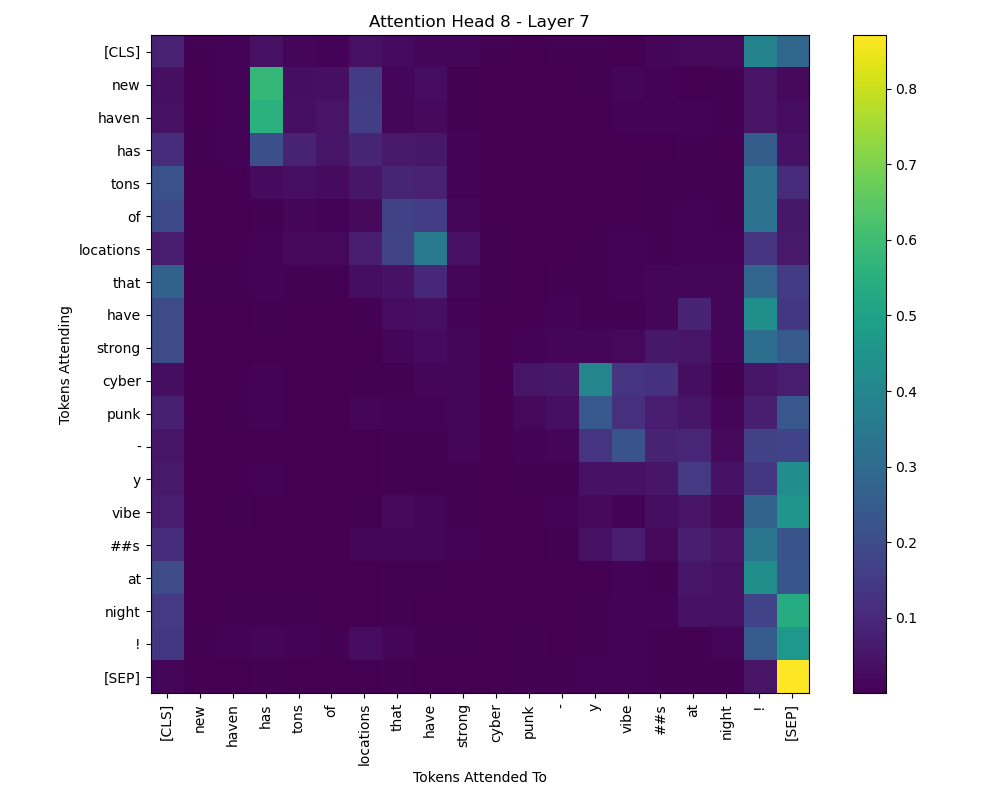 Attention Head 8 - Layer 7
Tokens Attending
[CLS]
new
haven
has
tons
of
locations
that
have
strong
cyber
punk
-
y
vibe
##s
at
night
!
[SEP]
[CLS]
new
haven
has
tons
of
locations
that
have
strong
cyber
punk
-
y
vibe
##s
at
night
!
[SEP]
Tokens Attended To
0.8
0.7
0.6
0.5
0.4
0.3
0.2
0.1